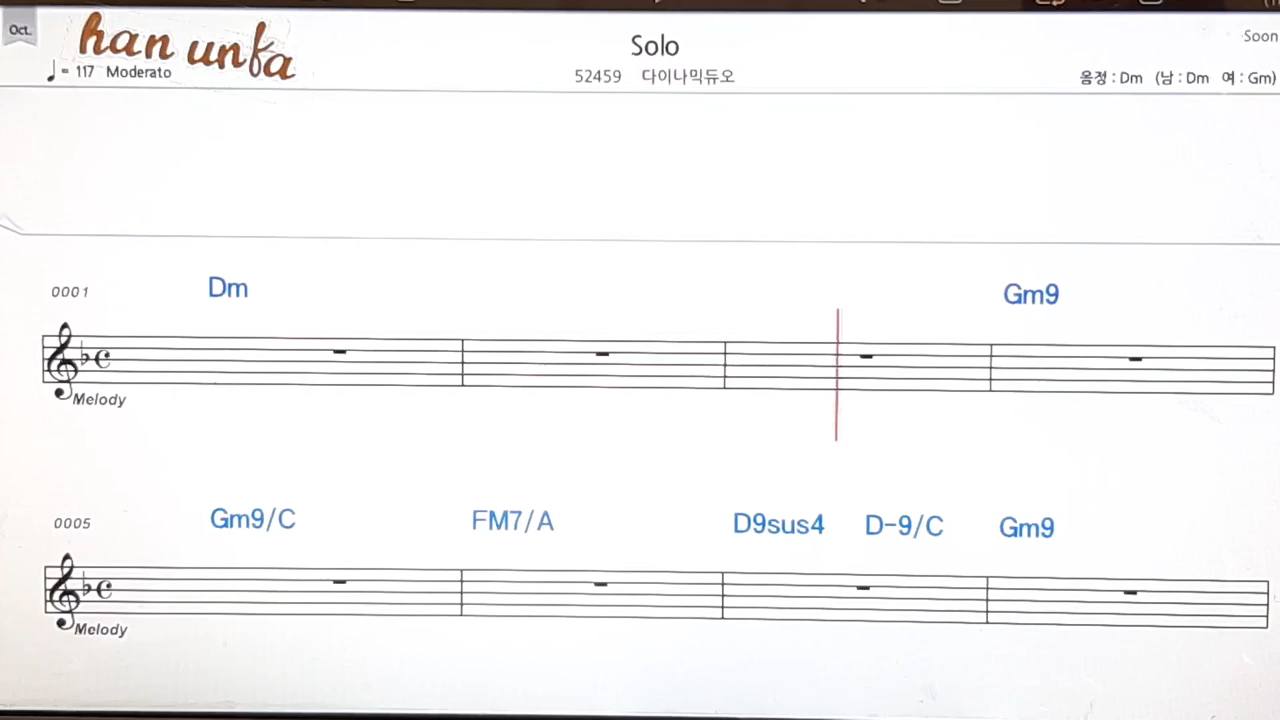 Oct.
han unfa
Solo
Soon
♩= 117 Moderato
52459 다이나믹듀오
음정 : Dm (남 : Dm 여 : Gm)
0001
Dm
Gm9
Melody
0005
Gm9/C
FM7/A
D9sus4
D-9/C
Gm9
Melody